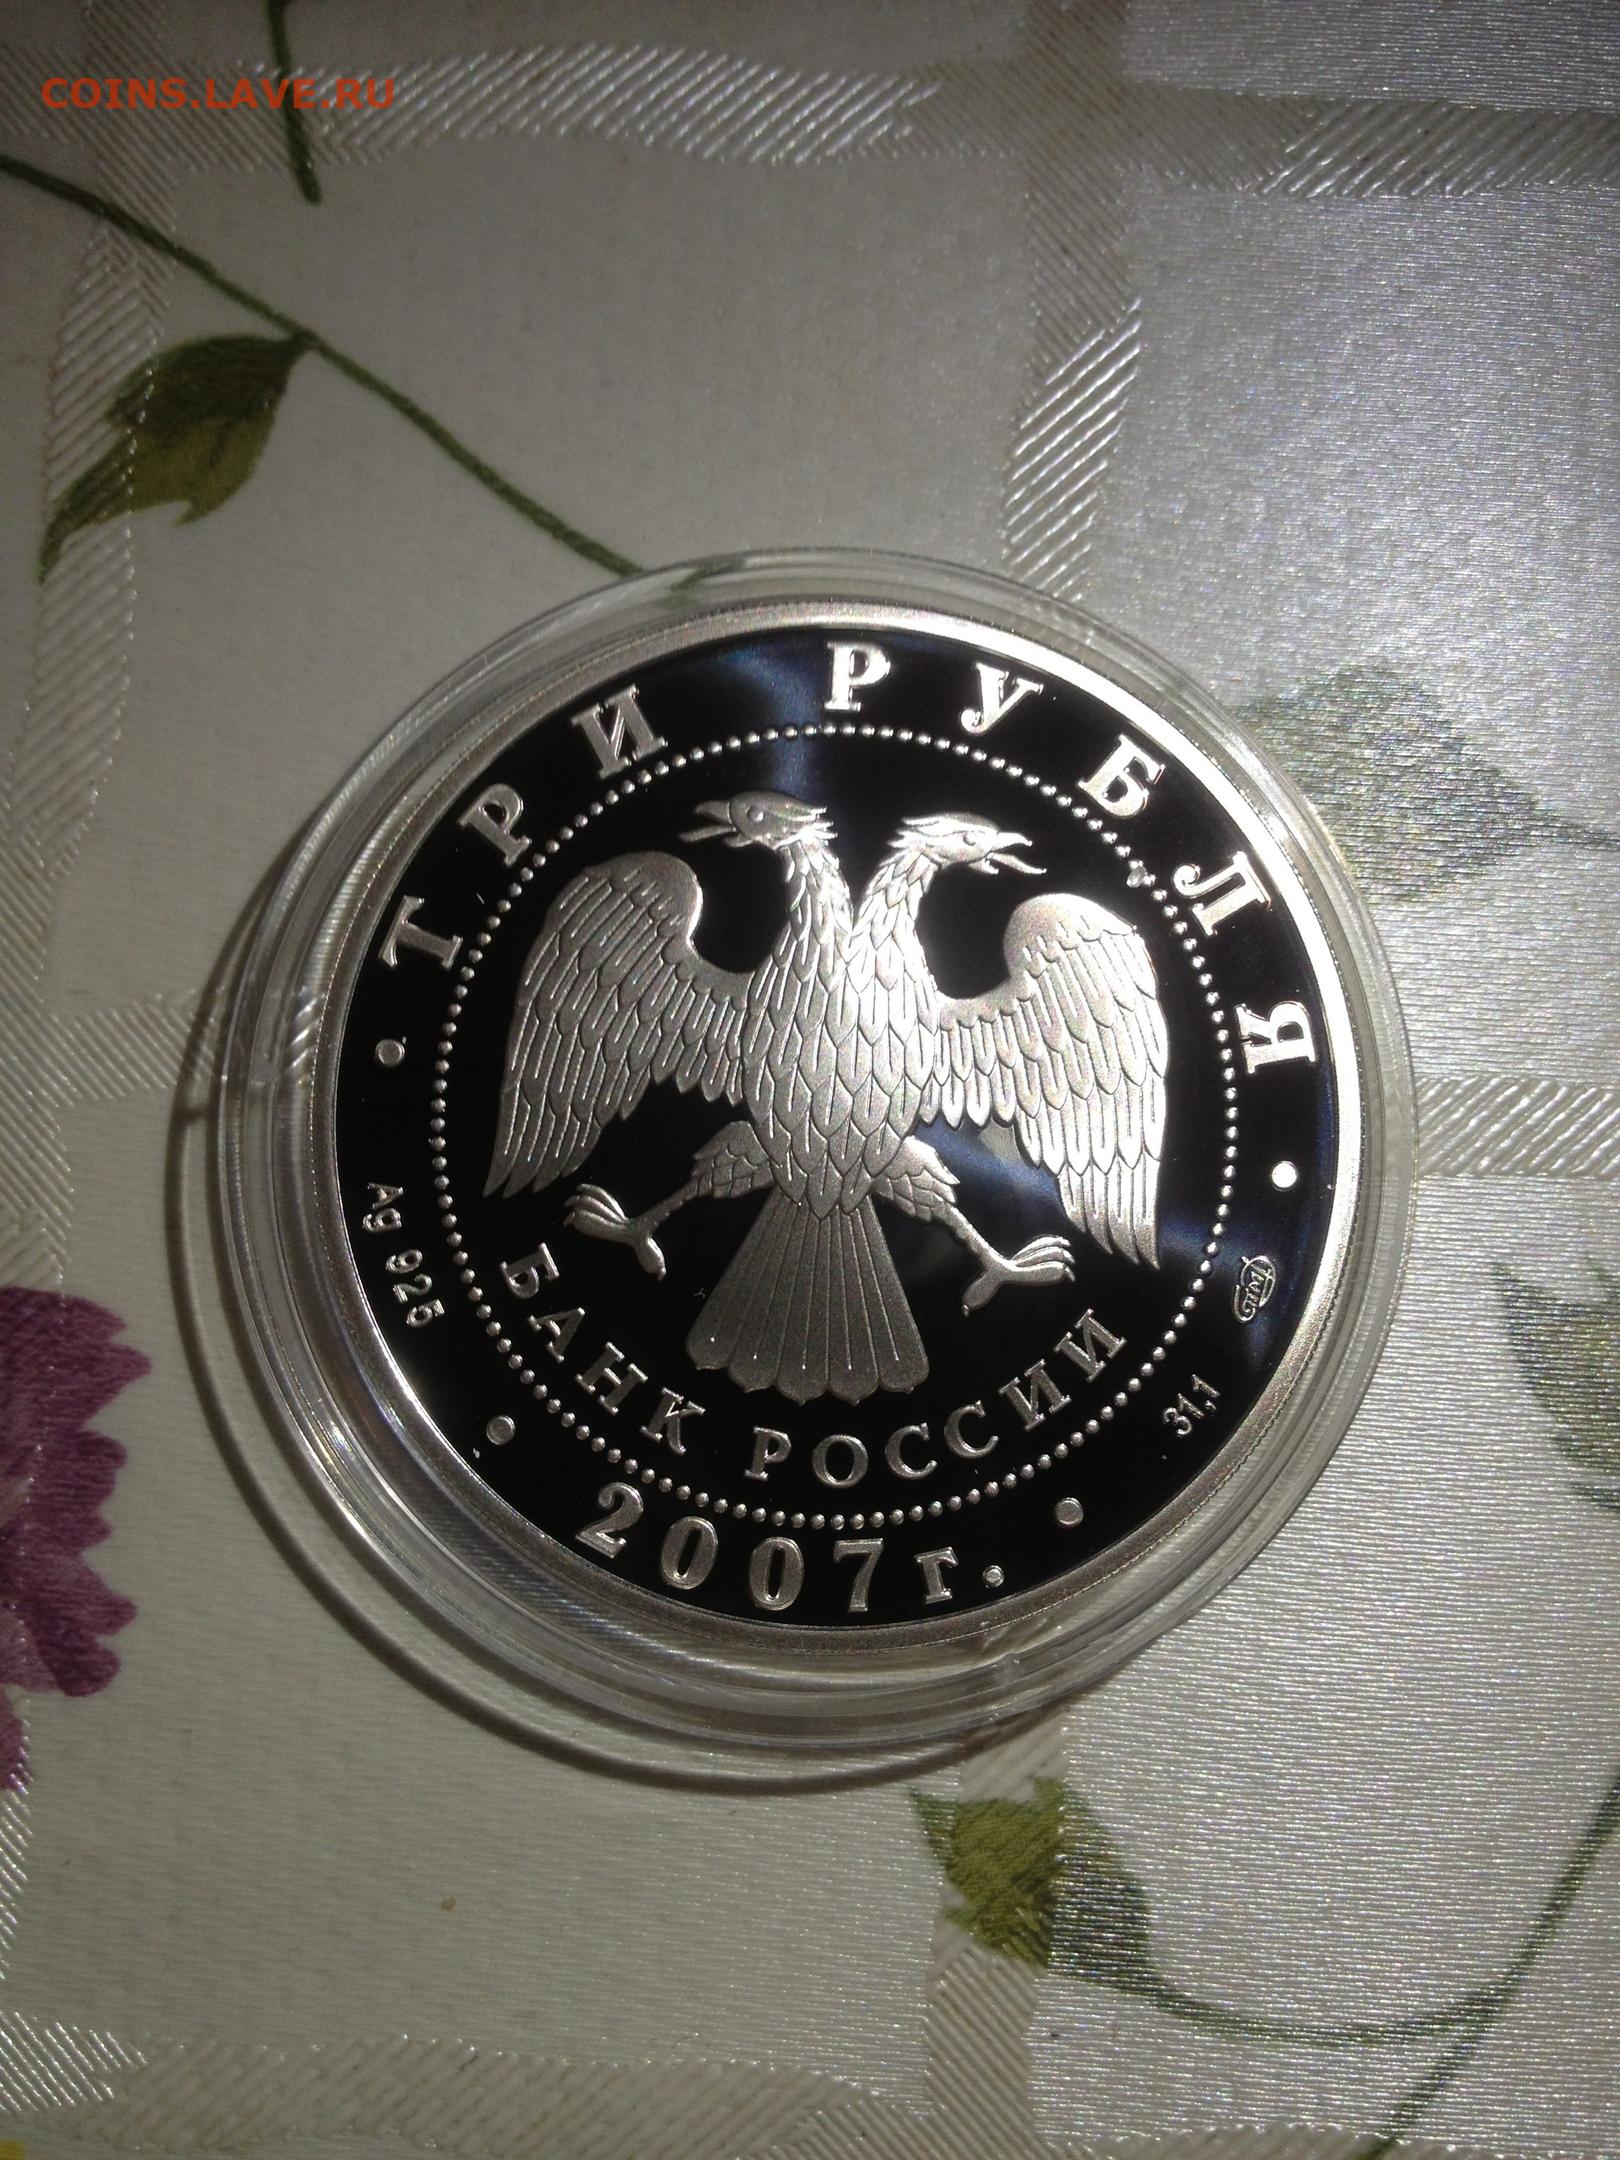 COINS.LAVE.RU
ТРИ РУБЛЯ
БАНК РОССИИ
Ag 925
31,1
2007г.